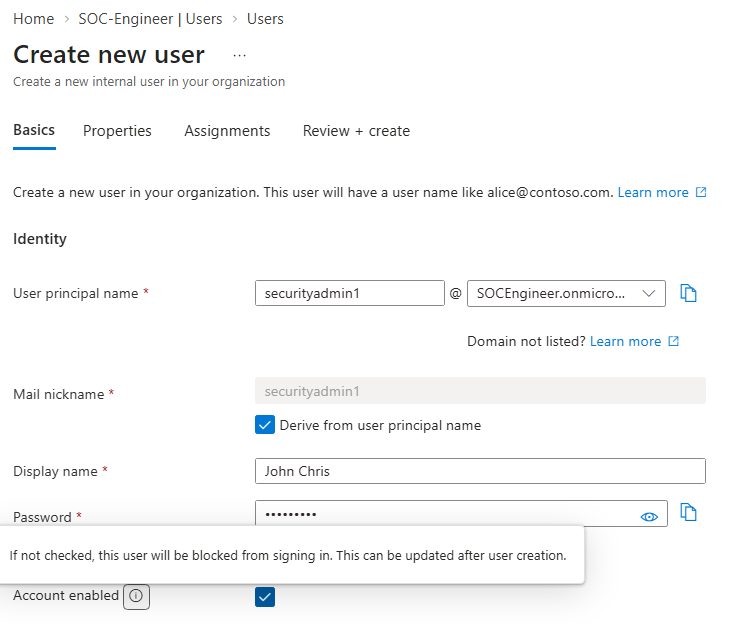 Home > SOC-Engineer | Users > Users
Create new user ...
Create a new internal user in your organization
Basics Properties Assignments Review + create
Create a new user in your organization. This user will have a user name like alice@contoso.com. Learn more
Identity
User principal name * securityadmin1 @ SOCEngineer.onmicro...
Domain not listed? Learn more
Mail nickname * securityadmin1
Derive from user principal name
Display name * John Chris
Password * •••••••••
If not checked, this user will be blocked from signing in. This can be updated after user creation.
Account enabled